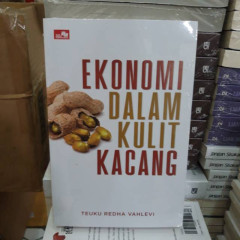 EKONOMI
DALAM
KULIT
KACANG
TEUKU REDHA VAHLEVI